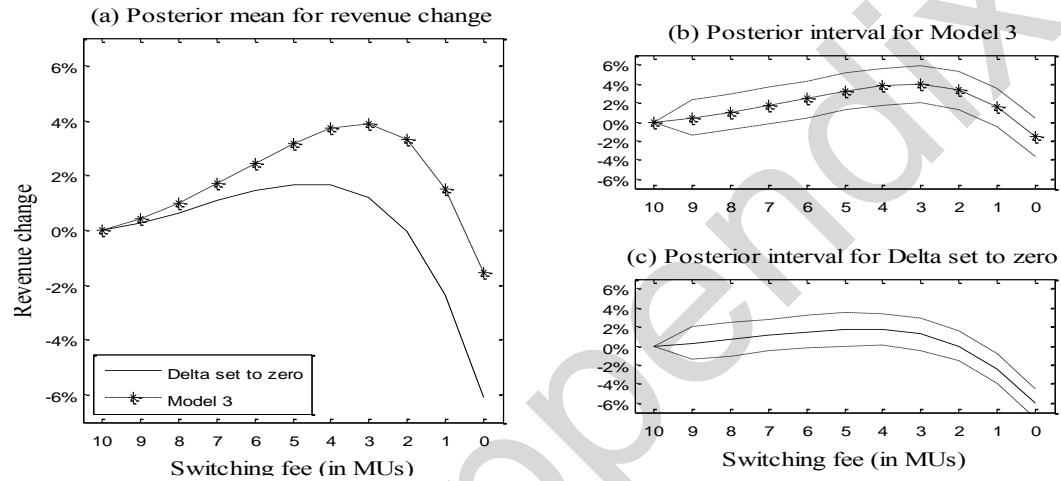 (a) Posterior mean for revenue change
6%
4%
2%
0%
-2%
-4%
-6%
Revenue change
Delta set to zero
Model 3
10 9 8 7 6 5 4 3 2 1 0
Switching fee (in MUs)
(b) Posterior interval for Model 3
6%
4%
2%
0%
-2%
-4%
-6%
10 9 8 7 6 5 4 3 2 1 0
(c) Posterior interval for Delta set to zero
6%
4%
2%
0%
-2%
-4%
-6%
10 9 8 7 6 5 4 3 2 1 0
Switching fee (in MUs)
ppendix